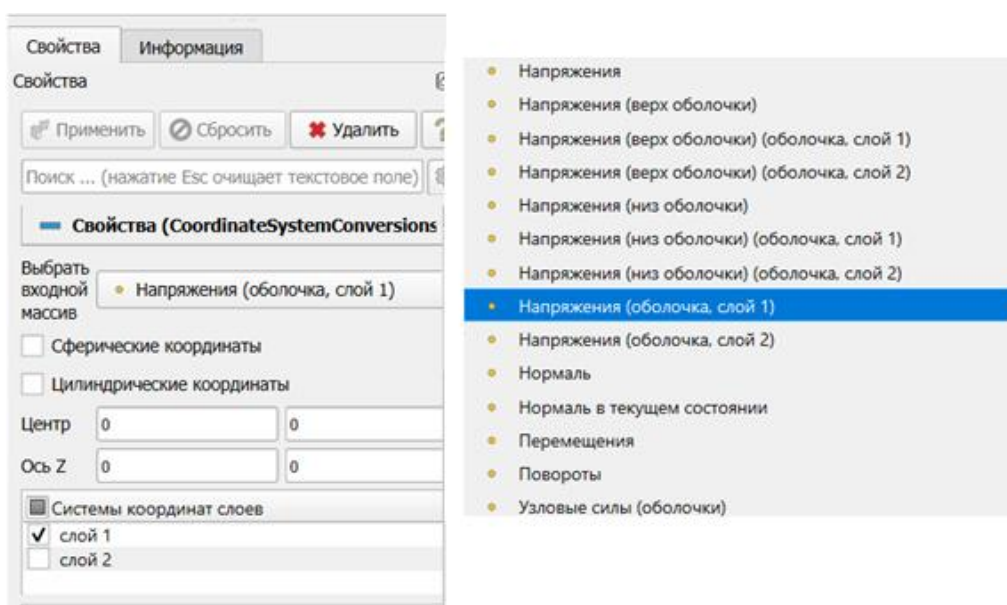 Свойства Информация
Свойства
Применить Сбросить Удалить ?
Поиск ... (нажатие Esc очищает текстовое поле)
Свойства (CoordinateSystemConversions
Выбрать
входной
массив
Напряжения (оболочка, слой 1)
Сферические координаты
Цилиндрические координаты
Центр 0 0
Ось Z 0 0
Системы координат слоев
слой 1
слой 2
Напряжения
Напряжения (верх оболочки)
Напряжения (верх оболочки) (оболочка, слой 1)
Напряжения (верх оболочки) (оболочка, слой 2)
Напряжения (низ оболочки)
Напряжения (низ оболочки) (оболочка, слой 1)
Напряжения (низ оболочки) (оболочка, слой 2)
Напряжения (оболочка, слой 1)
Напряжения (оболочка, слой 2)
Нормаль
Нормаль в текущем состоянии
Перемещения
Повороты
Узловые силы (оболочки)